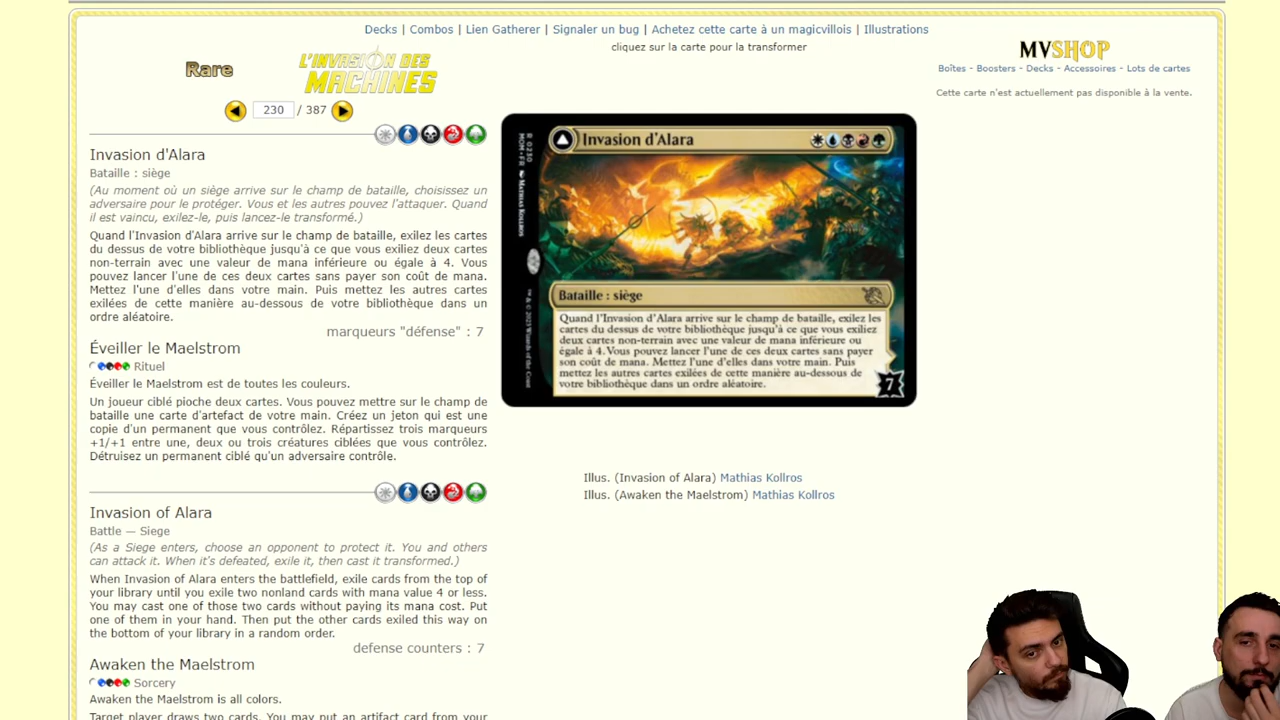 Decks | Combos | Lien Gatherer | Signaler un bug | Achetez cette carte à un magicvillois | Illustrations
cliquez sur la carte pour la transformer
Rare
L'INVASION DES
MACHINES
230 / 387
MVSHOP
Boîtes - Boosters - Decks - Accessoires - Lots de cartes
Cette carte n'est actuellement pas disponible à la vente.
Invasion d'Alara
Bataille : siège
(Au moment où un siège arrive sur le champ de bataille, choisissez un
adversaire pour le protéger. Vous et les autres pouvez l'attaquer. Quand
il est vaincu, exilez-le, puis lancez-le transformé.)
Quand l'Invasion d'Alara arrive sur le champ de bataille, exilez les cartes
du dessus de votre bibliothèque jusqu'à ce que vous exiliez deux cartes
non-terrain avec une valeur de mana inférieure ou égale à 4. Vous
pouvez lancer l'une de ces deux cartes sans payer son coût de mana.
Mettez l'une d'elles dans votre main. Puis mettez les autres cartes
exilées de cette manière au-dessous de votre bibliothèque dans un
ordre aléatoire.
marqueurs "défense" : 7
Éveiller le Maelstrom
Rituel
Éveiller le Maelstrom est de toutes les couleurs.
Un joueur ciblé pioche deux cartes. Vous pouvez mettre sur le champ de
bataille une carte d'artefact de votre main. Créez un jeton qui est une
copie d'un permanent que vous contrôlez. Répartissez trois marqueurs
+1/+1 entre une, deux ou trois créatures ciblées que vous contrôlez.
Détruisez un permanent ciblé qu'un adversaire contrôle.
Invasion of Alara
Battle — Siege
(As a Siege enters, choose an opponent to protect it. You and others
can attack it. When it's defeated, exile it, then cast it transformed.)
When Invasion of Alara enters the battlefield, exile cards from the top of
your library until you exile two nonland cards with mana value 4 or less.
You may cast one of those two cards without paying its mana cost. Put
one of them in your hand. Then put the other cards exiled this way on
the bottom of your library in a random order.
defense counters : 7
Awaken the Maelstrom
Sorcery
Awaken the Maelstrom is all colors.
Target player draws two cards. You may put an artifact card from your
Invasion d'Alara
Bataille : siège
Quand l'Invasion d'Alara arrive sur le champ de bataille, exilez les
cartes du dessus de votre bibliothèque jusqu'à ce que vous exiliez
deux cartes non-terrain avec une valeur de mana inférieure ou
égale à 4. Vous pouvez lancer l'une de ces deux cartes sans payer
son coût de mana. Mettez l'une d'elles dans votre main. Puis
mettez les autres cartes exilées de cette manière au-dessous de
votre bibliothèque dans un ordre aléatoire.
7
R 0230
MOM • FR MATHIAS KOLLROS
™ & © 2023 Wizards of the Coast
Illus. (Invasion of Alara) Mathias Kollros
Illus. (Awaken the Maelstrom) Mathias Kollros